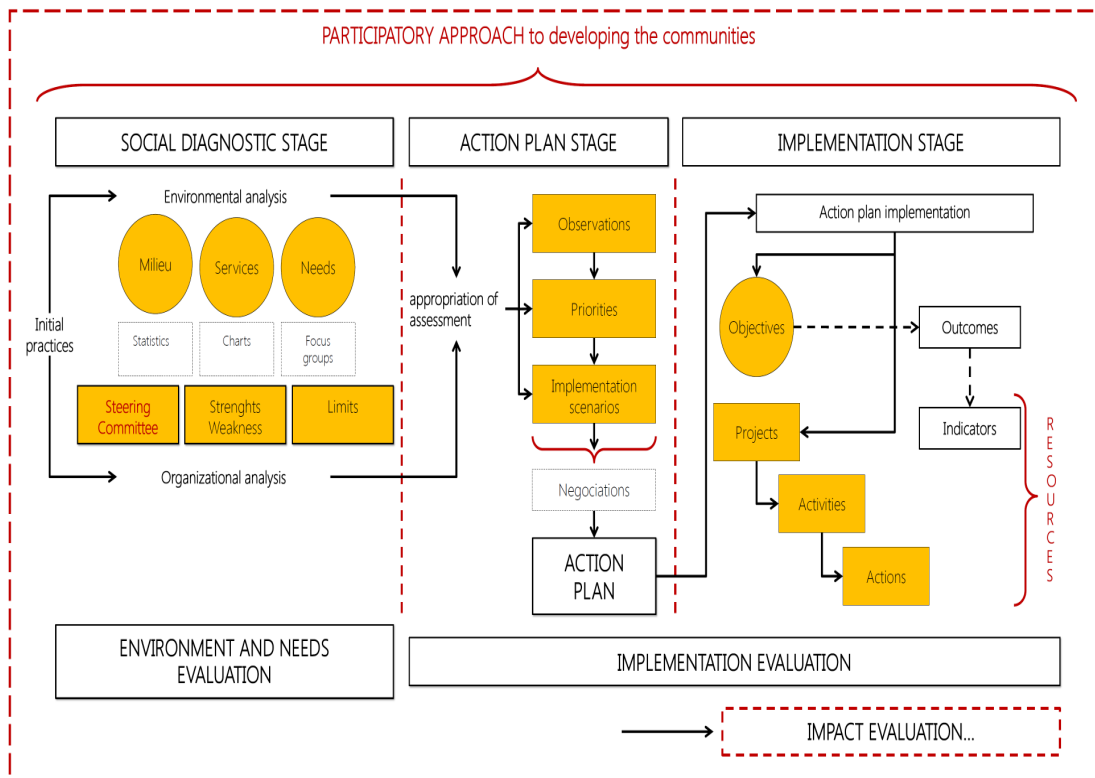 PARTICIPATORY APPROACH to developing the communities
SOCIAL DIAGNOSTIC STAGE
ACTION PLAN STAGE
IMPLEMENTATION STAGE
Environmental analysis
Milieu
Services
Needs
Statistics
Charts
Focus
groups
Initial
practices
Steering
Committee
Strenghts
Weakness
Limits
Organizational analysis
appropriation of
assessment
Observations
Priorities
Implementation
scenarios
Negociations
ACTION
PLAN
Action plan implementation
Objectives
Outcomes
Indicators
Projects
Activities
Actions
RESOURCES
ENVIRONMENT AND NEEDS
EVALUATION
IMPLEMENTATION EVALUATION
IMPACT EVALUATION...